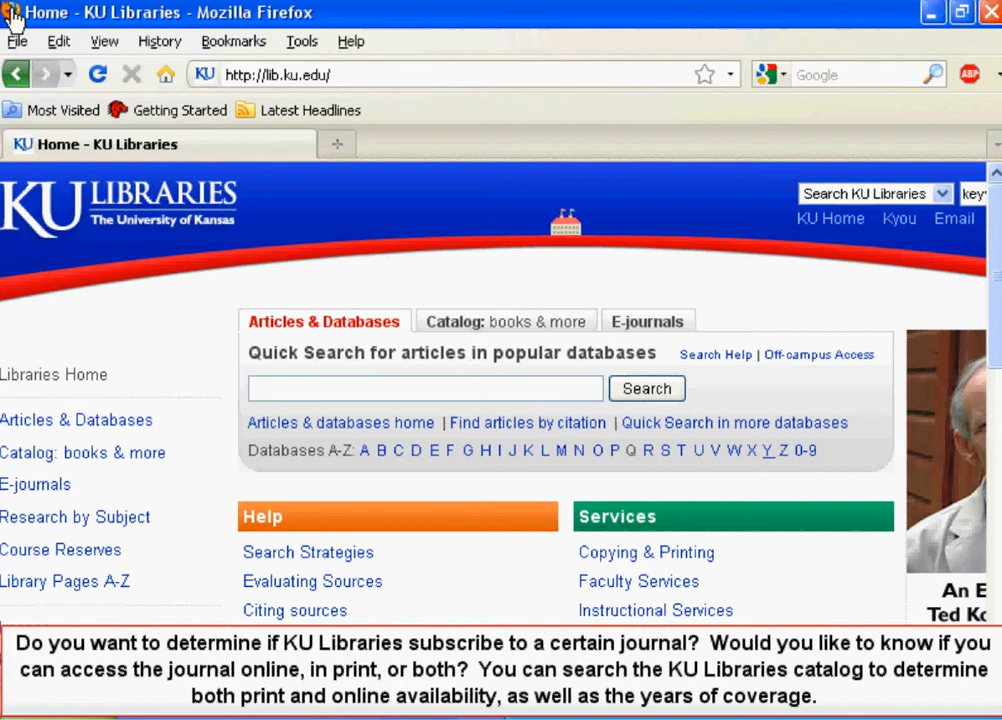 Home - KU Libraries - Mozilla Firefox
File Edit View History Bookmarks Tools Help
KU http://lib.ku.edu/ Google ABP
Most Visited Getting Started Latest Headlines
KU Home - KU Libraries
KU LIBRARIES
The University of Kansas
Search KU Libraries
KU Home Kyou Email
Articles & Databases Catalog: books & more E-journals
Quick Search for articles in popular databases Search Help | Off-campus Access
Search
Articles & databases home | Find articles by citation | Quick Search in more databases
Databases A-Z: A B C D E F G H I J K L M N O P Q R S T U V W X Y Z 0-9
Libraries Home
Articles & Databases
Catalog: books & more
E-journals
Research by Subject
Course Reserves
Library Pages A-Z
Help
Search Strategies
Evaluating Sources
Citing sources
Services
Copying & Printing
Faculty Services
Instructional Services
An
Ted
Do you want to determine if KU Libraries subscribe to a certain journal? Would you like to know if you
can access the journal online, in print, or both? You can search the KU Libraries catalog to determine
both print and online availability, as well as the years of coverage.